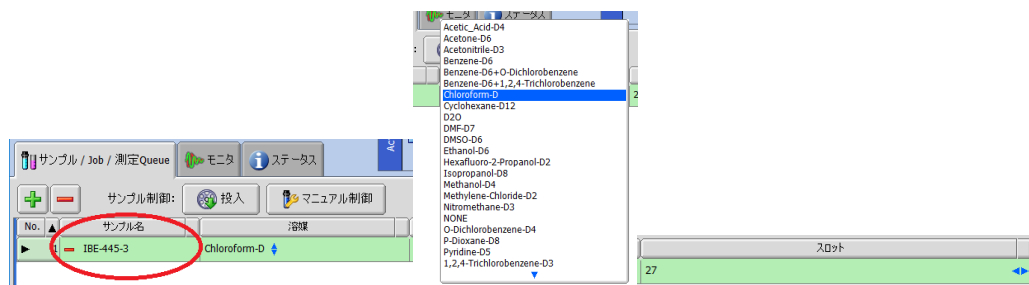 サンプル / Job / 測定Queue
モニタ
ステータス
Ac
サンプル制御:
投入
マニュアル制御
No.
サンプル名
溶媒
1
IBE-445-3
Chloroform-D
モニタ
ステータス
Acetic_Acid-D4
Acetone-D6
Acetonitrile-D3
Benzene-D6
Benzene-D6+O-Dichlorobenzene
Benzene-D6+1,2,4-Trichlorobenzene
Chloroform-D
Cyclohexane-D12
D2O
DMF-D7
DMSO-D6
Ethanol-D6
Hexafluoro-2-Propanol-D2
Isopropanol-D8
Methanol-D4
Methylene-Chloride-D2
Nitromethane-D3
NONE
O-Dichlorobenzene-D4
P-Dioxane-D8
Pyridine-D5
1,2,4-Trichlorobenzene-D3
2
スロット
27